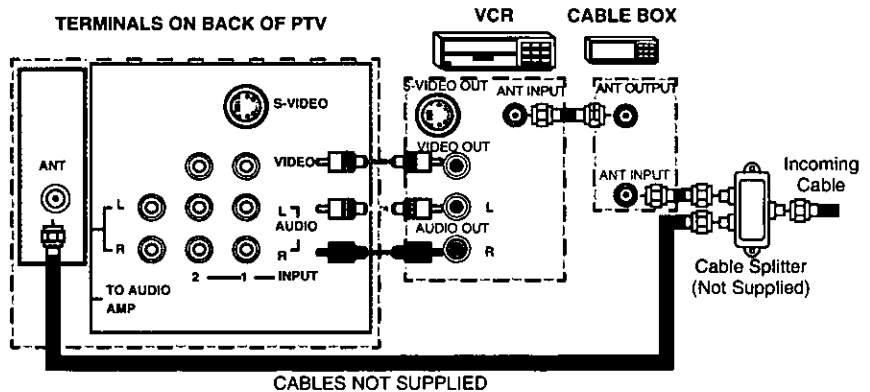 VCR
CABLE BOX
TERMINALS ON BACK OF PTV
S-VIDEO
S-VIDEO OUT
ANT INPUT
ANT OUTPUT
VIDEO
VIDEO OUT
ANT
ANT INPUT
Incoming
Cable
L
L
AUDIO
L
AUDIO OUT
R
R
R
2
1
INPUT
TO AUDIO
AMP
Cable Splitter
(Not Supplied)
CABLES NOT SUPPLIED